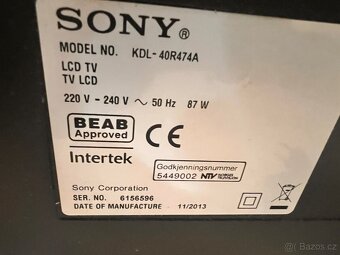 SONY®
MODEL NO. KDL-40R474A
LCD TV
TV LCD
220 V - 240 V ~ 50 Hz 87 W
BEAB
Approved
CE
Intertek
Godkjenningsnummer
5449002 NTV
Sony Corporation
SER. NO. 6156596
DATE OF MANUFACTURE 11/2013
bazos.cz